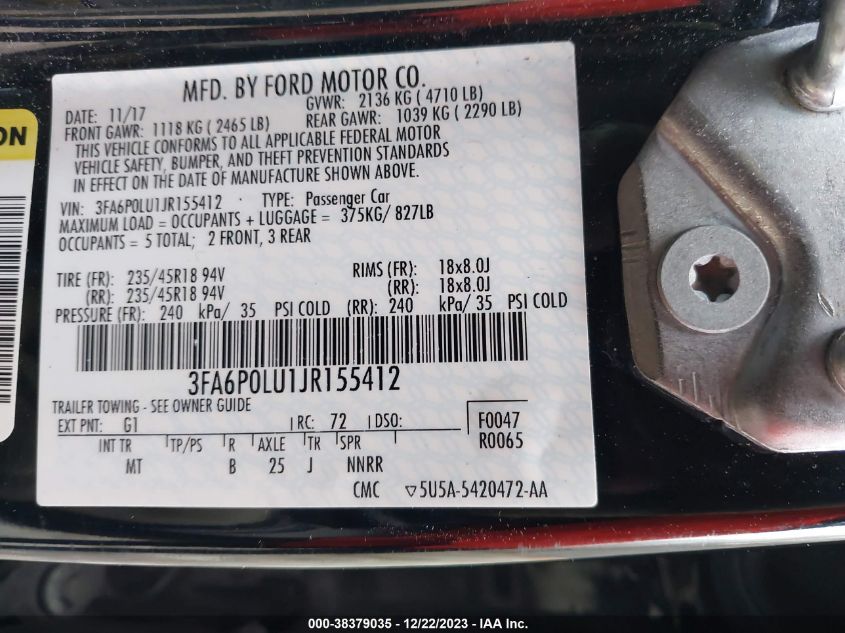 ON
MFD. BY FORD MOTOR CO.
DATE: 11/17 GVWR: 2136 KG ( 4710 LB)
FRONT GAWR: 1118 KG ( 2465 LB) REAR GAWR: 1039 KG ( 2290 LB)
THIS VEHICLE CONFORMS TO ALL APPLICABLE FEDERAL MOTOR
VEHICLE SAFETY, BUMPER, AND THEFT PREVENTION STANDARDS
IN EFFECT ON THE DATE OF MANUFACTURE SHOWN ABOVE.
VIN: 3FA6P0LU1JR155412 TYPE: Passenger Car
MAXIMUM LOAD = OCCUPANTS + LUGGAGE = 375KG/ 827LB
OCCUPANTS = 5 TOTAL; 2 FRONT, 3 REAR
TIRE (FR): 235/45R18 94V RIMS (FR): 18x8.0J
(RR): 235/45R18 94V (RR): 18x8.0J
PRESSURE (FR): 240 kPa/ 35 PSI COLD (RR): 240 kPa/ 35 PSI COLD
3FA6P0LU1JR155412
TRAILER TOWING - SEE OWNER GUIDE
EXT PNT: G1 RC: 72 DSO: F0047
INT TR TP/PS R AXLE TR SPR R0065
MT B 25 J NNRR
CMC ▽5U5A-5420472-AA
000-38379035 - 12/22/2023 - IAA Inc.